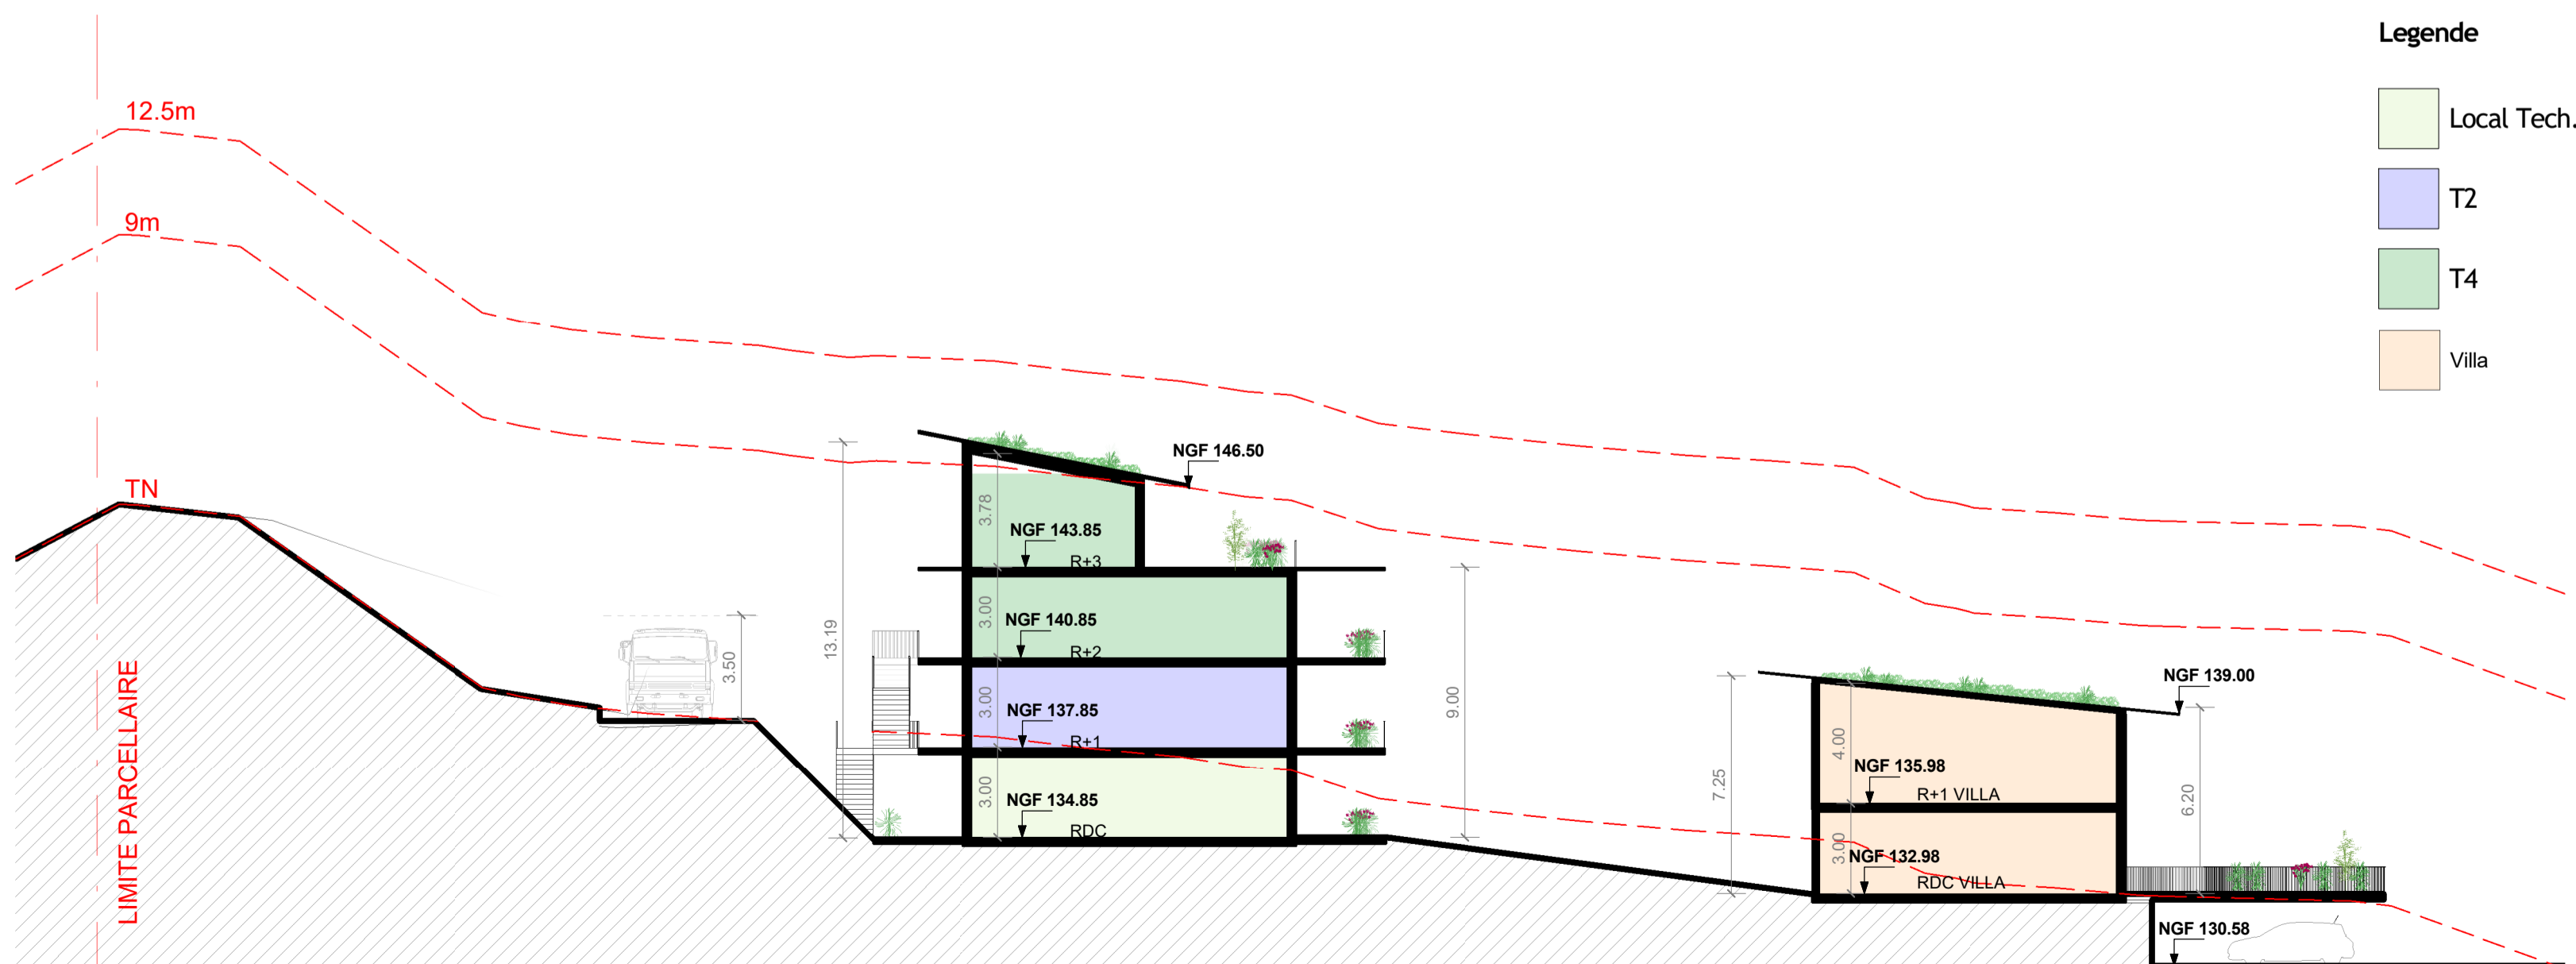 Legende
Local Tech.
T2
T4
Villa
12.5m
9m
TN
LIMITE PARCELLAIRE
3.50
13.19
NGF 146.50
3.78
NGF 143.85
R+3
3.00
NGF 140.85
R+2
3.00
NGF 137.85
R+1
3.00
NGF 134.85
RDC
9.00
7.25
NGF 139.00
4.00
NGF 135.98
R+1 VILLA
3.00
NGF 132.98
RDC VILLA
6.20
NGF 130.58